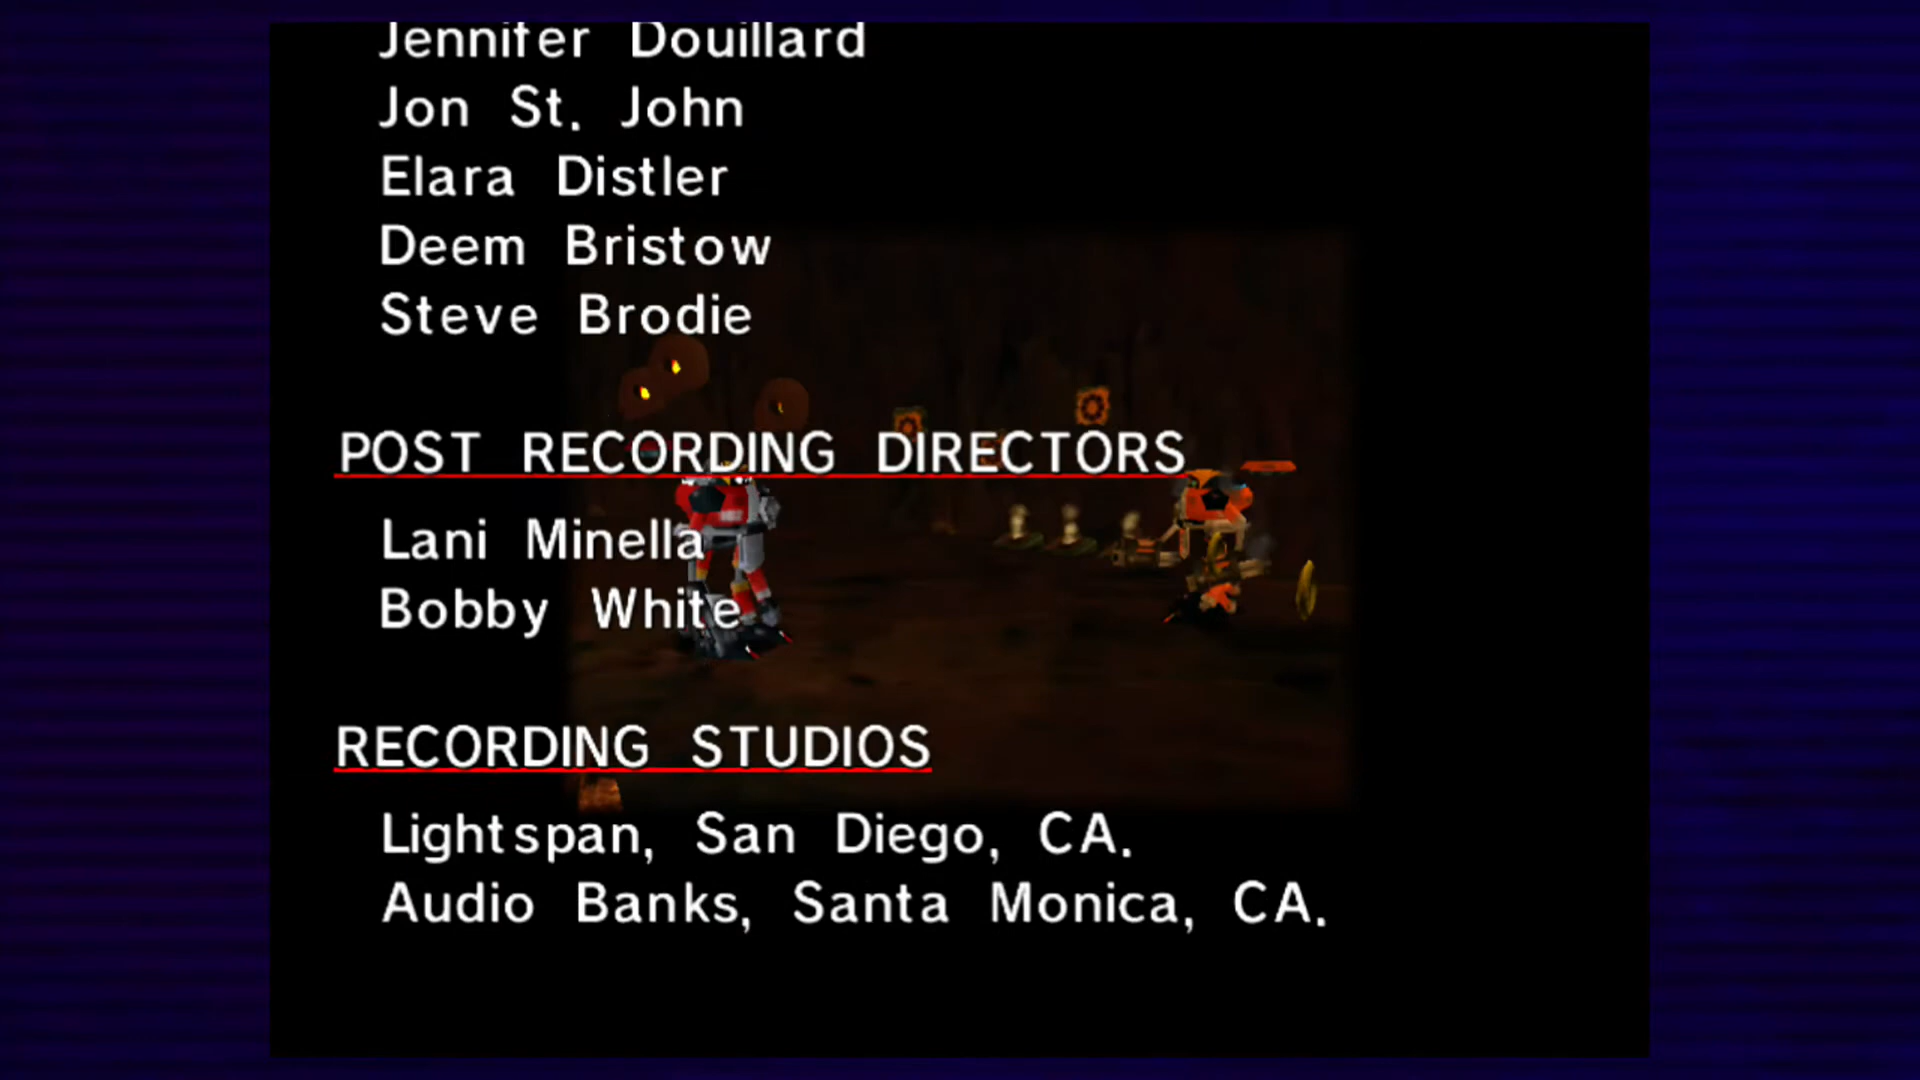 Jennifer Douillard
Jon St. John
Elara Distler
Deem Bristow
Steve Brodie
POST RECORDING DIRECTORS
Lani Minella
Bobby White
RECORDING STUDIOS
Lightspan, San Diego, CA.
Audio Banks, Santa Monica, CA.